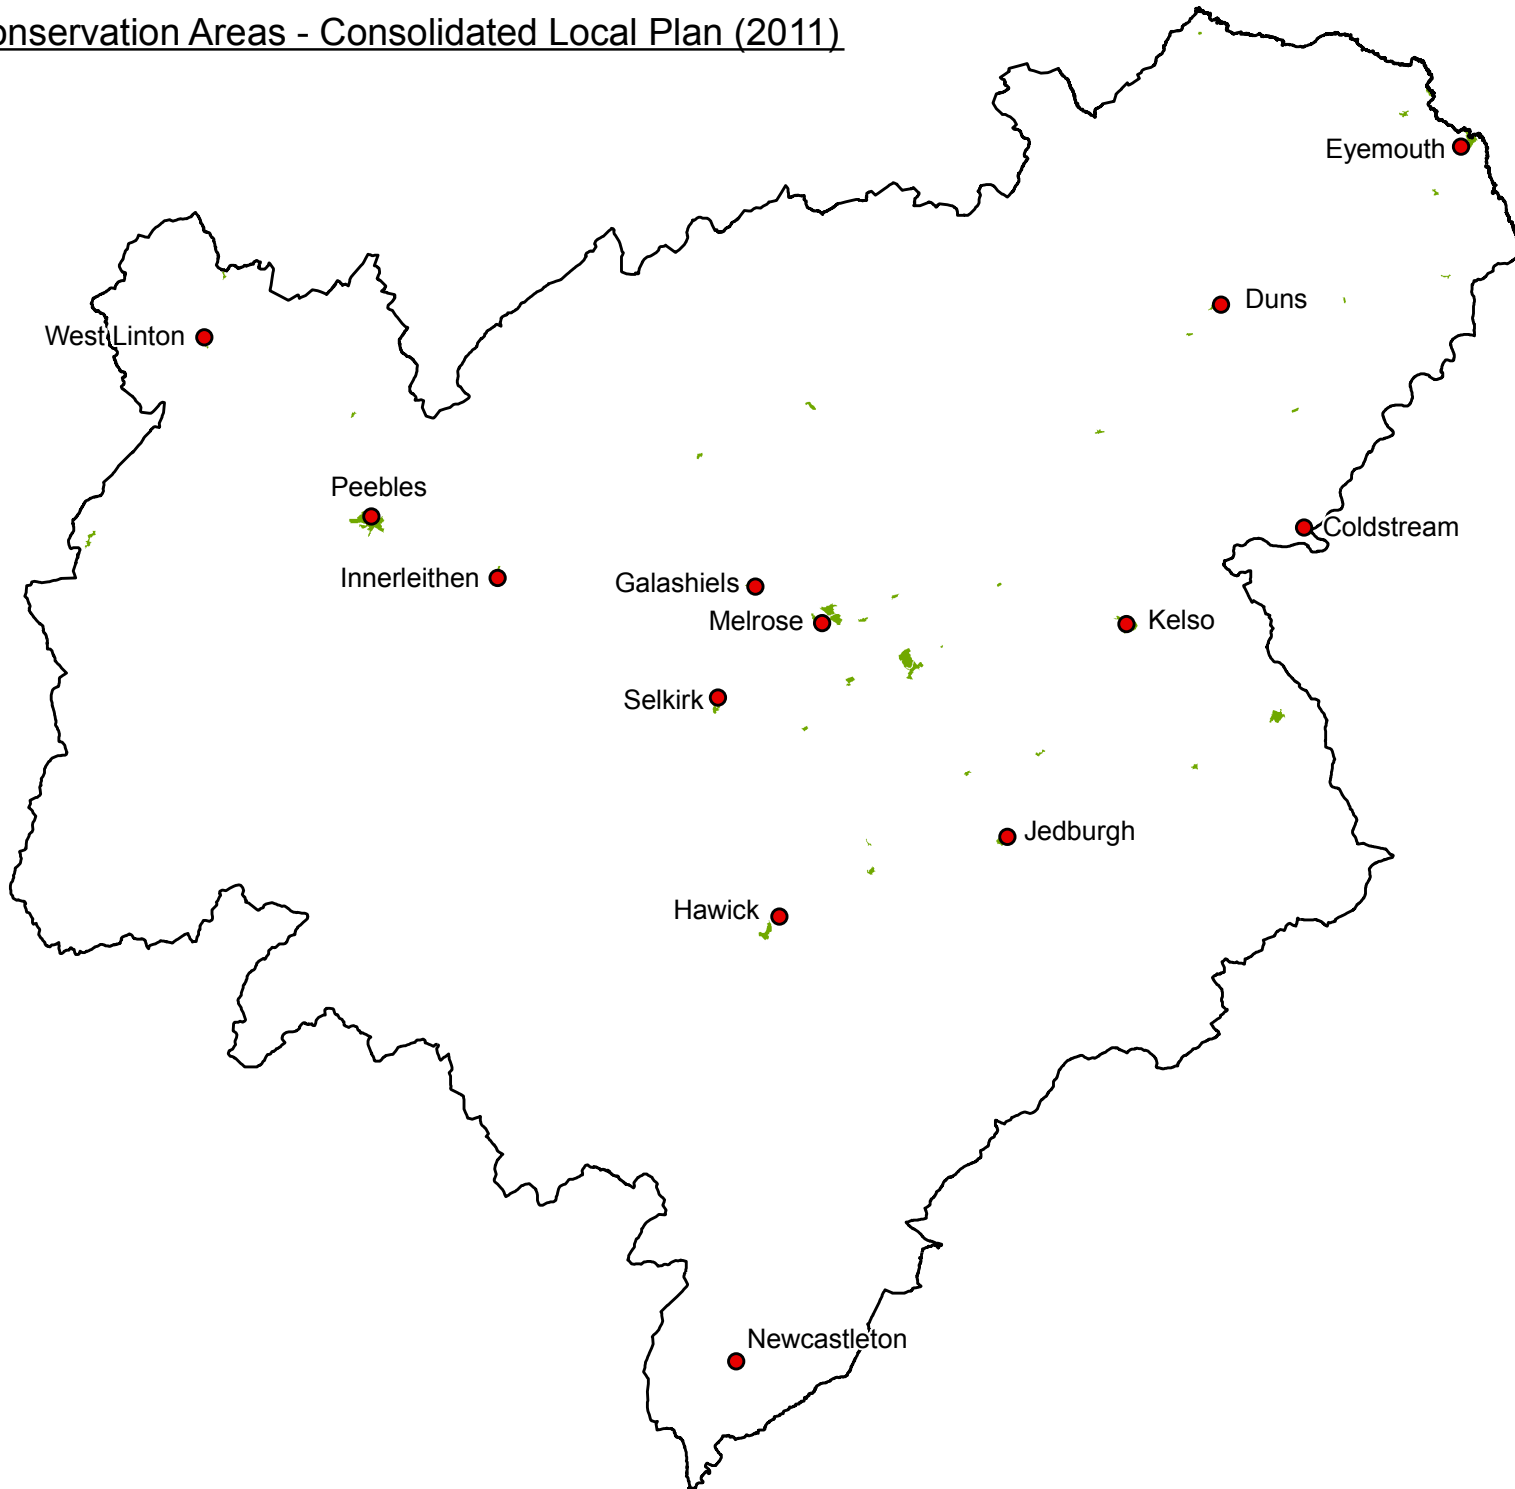 onservation Areas - Consolidated Local Plan (2011)
Eyemouth
Duns
West Linton
Peebles
Coldstream
Innerleithen
Galashiels
Melrose
Kelso
Selkirk
Jedburgh
Hawick
Newcastleton